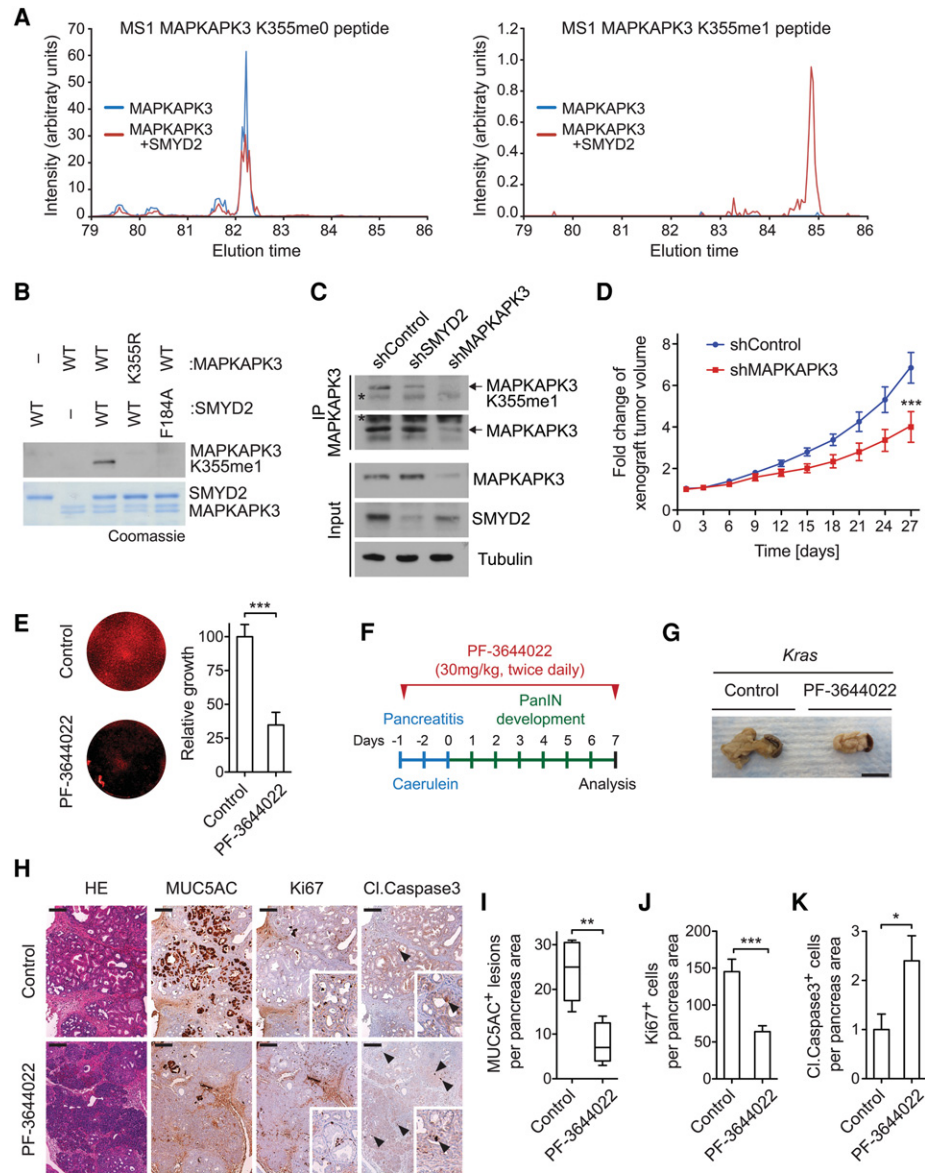 A
MS1 MAPKAPK3 K355me0 peptide
Intensity (arbitraty units)
70
60
50
40
30
20
10
0
MAPKAPK3
MAPKAPK3
+SMYD2
79 80 81 82 83 84 85 86
Elution time
MS1 MAPKAPK3 K355me1 peptide
Intensity (arbitraty units)
1.4
1.2
1.0
0.8
0.6
0.4
0.2
0.0
MAPKAPK3
MAPKAPK3
+SMYD2
79 80 81 82 83 84 85 86
Elution time
B
– WT WT K355R WT :MAPKAPK3
WT – WT WT F184A :SMYD2
MAPKAPK3
K355me1
SMYD2
MAPKAPK3
Coomassie
C
shControl shSMYD2 shMAPKAPK3
IP
MAPKAPK3
*
MAPKAPK3
K355me1
*
MAPKAPK3
Input
MAPKAPK3
SMYD2
Tubulin
D
Fold change of
xenograft tumor volume
8
6
4
2
0
shControl
shMAPKAPK3
***
0 3 6 9 12 15 18 21 24 27
Time [days]
E
Control
PF-3644022
Relative growth
100
75
50
25
0
***
Control
PF-3644022
F
PF-3644022
(30mg/kg, twice daily)
Pancreatitis
PanIN
development
Days -1 -2 0 1 2 3 4 5 6 7
Caerulein
Analysis
G
Kras
Control PF-3644022
H
HE MUC5AC Ki67 Cl.Caspase3
Control
PF-3644022
I
MUC5AC+ lesions
per pancreas area
30
20
10
0
**
Control
PF-3644022
J
Ki67+ cells
per pancreas area
200
150
100
50
0
***
Control
PF-3644022
K
Cl.Caspase3+ cells
per pancreas area
3
2
1
0
*
Control
PF-3644022